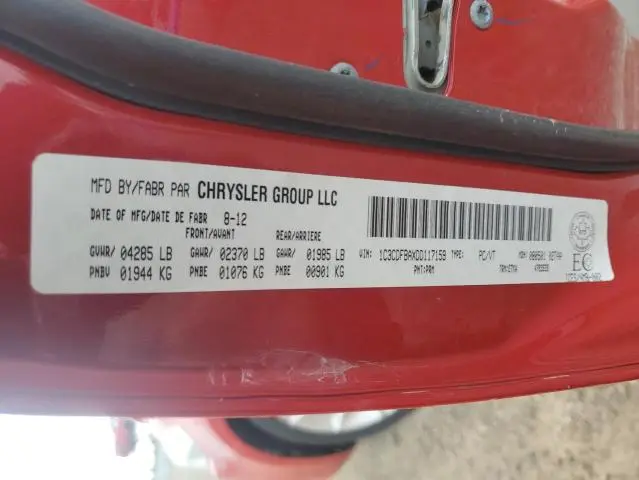 MFD BY/FABR PAR CHRYSLER GROUP LLC
DATE OF MFG/DATE DE FABR 8-12
FRONT/AVANT REAR/ARRIERE
GVWR/ 04285 LB GAWR/ 02370 LB GAWR/ 01985 LB
PNBV 01944 KG PNBE 01076 KG PNBE 00901 KG
VIN: 1C3CDFBAXDD117159 TYPE: PC/VT
PNT: PRM
EC